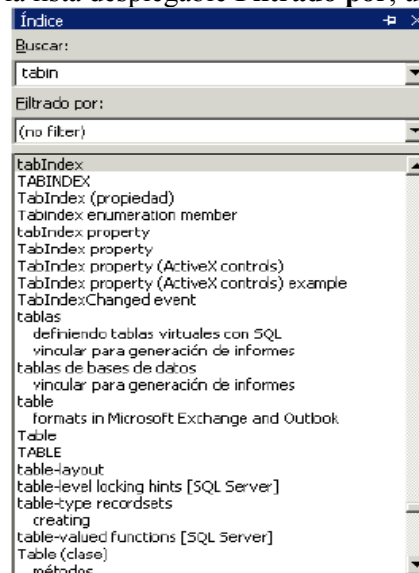 la lista desplegable Filtrado por, u
Índice
Buscar:
tabin
Filtrado por:
(no filter)
tabIndex
TABINDEX
TabIndex (propiedad)
Tabindex enumeration member
tabIndex property
TabIndex property
TabIndex property (ActiveX controls)
TabIndex property (ActiveX controls) example
TabIndexChanged event
tablas
definiendo tablas virtuales con SQL
vincular para generación de informes
tablas de bases de datos
vincular para generación de informes
table
formats in Microsoft Exchange and Outlook
Table
TABLE
table-layout
table-level locking hints [SQL Server]
table-type recordsets
creating
table-valued functions [SQL Server]
Table (clase)
métodos